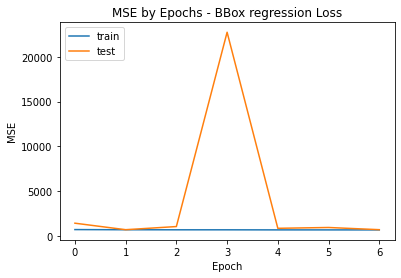 MSE by Epochs - BBox regression Loss
train
test
20000
15000
10000
5000
0
MSE
0 1 2 3 4 5 6
Epoch